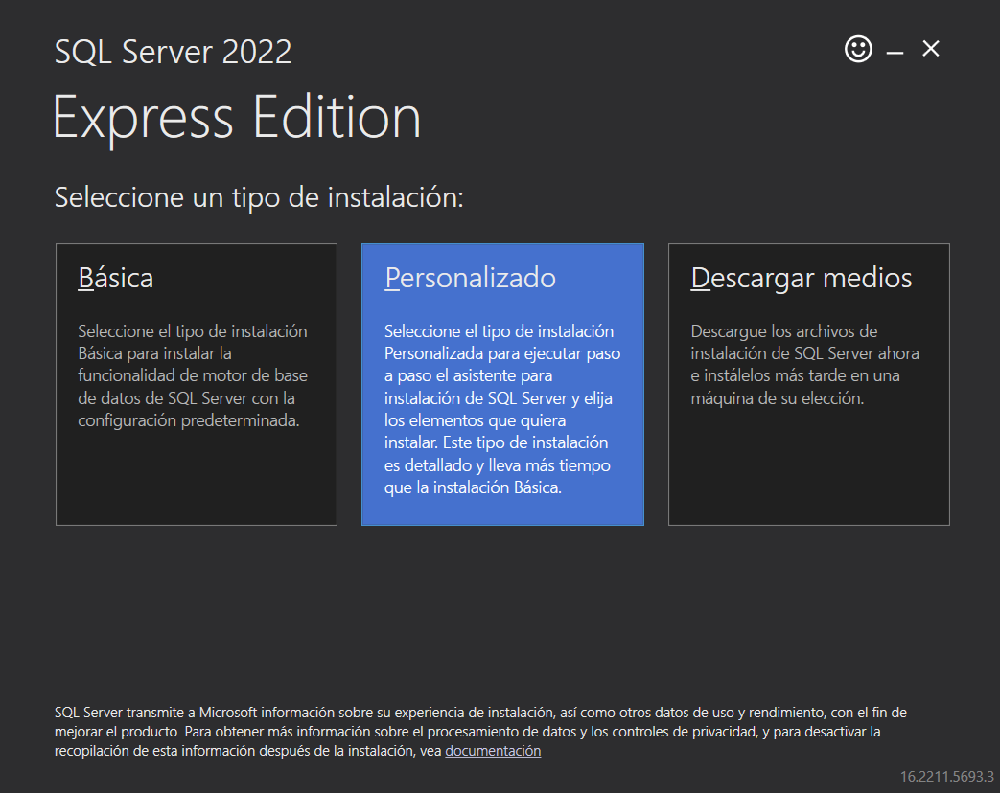 SQL Server 2022
Express Edition
Seleccione un tipo de instalación:
Básica
Seleccione el tipo de instalación
Básica para instalar la
funcionalidad de motor de base
de datos de SQL Server con la
configuración predeterminada.
Personalizado
Seleccione el tipo de instalación
Personalizada para ejecutar paso
a paso el asistente para
instalación de SQL Server y elija
los elementos que quiera
instalar. Este tipo de instalación
es detallado y lleva más tiempo
que la instalación Básica.
Descargar medios
Descargue los archivos de
instalación de SQL Server ahora
e instálelos más tarde en una
máquina de su elección.
SQL Server transmite a Microsoft información sobre su experiencia de instalación, así como otros datos de uso y rendimiento, con el fin de
mejorar el producto. Para obtener más información sobre el procesamiento de datos y los controles de privacidad, y para desactivar la
recopilación de esta información después de la instalación, vea documentación
16.2211.5693.3